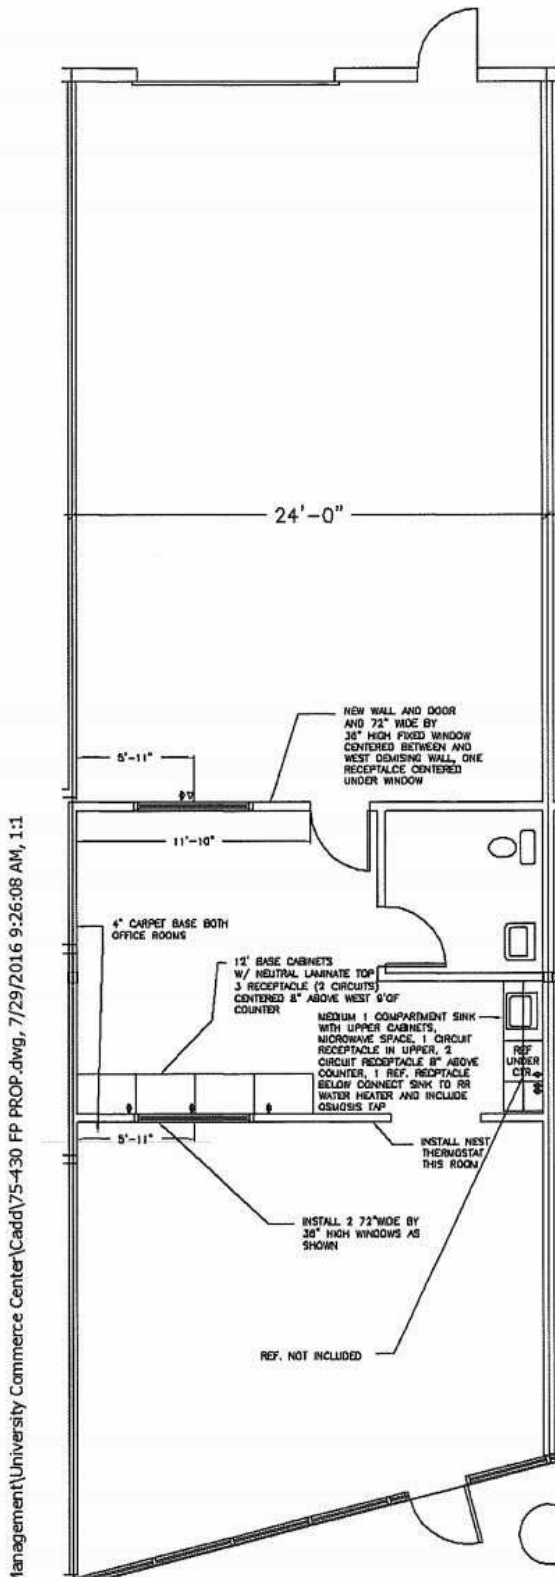 24'-0"
NEW WALL AND DOOR
AND 72" WIDE BY
36" HIGH FIXED WINDOW
CENTERED BETWEEN AND
WEST DEMISING WALL, ONE
RECEPTALCE CENTERED
UNDER WINDOW
5'-11"
11'-10"
4" CARPET BASE BOTH
OFFICE ROOMS
12' BASE CABINETS
W/ NEUTRAL LAMINATE TOP
3 RECEPTACLE (2 CIRCUITS)
CENTERED 8" ABOVE WEST 9'OF
COUNTER
MEDIUM 1 COMPARTMENT SINK
WITH UPPER CABINETS,
MICROWAVE SPACE, 1 CIRCUIT
RECEPTACLE IN UPPER, 2
CIRCUIT RECEPTACLE 8" ABOVE
COUNTER, 1 REF. RECPTACLE
BELOW CONNECT SINK TO RR
WATER HEATER AND INCLUDE
OSMOSIS TAP
REF
UNDER
CTR
5'-11"
INSTALL NEST
THERMOSTAT
THIS ROOM
INSTALL 2 72"WIDE BY
36" HIGH WINDOWS AS
SHOWN
REF. NOT INCLUDED
Management\University Commerce Center\Cadd\75-430 FP PROP.dwg, 7/29/2016 9:26:08 AM, 1:1